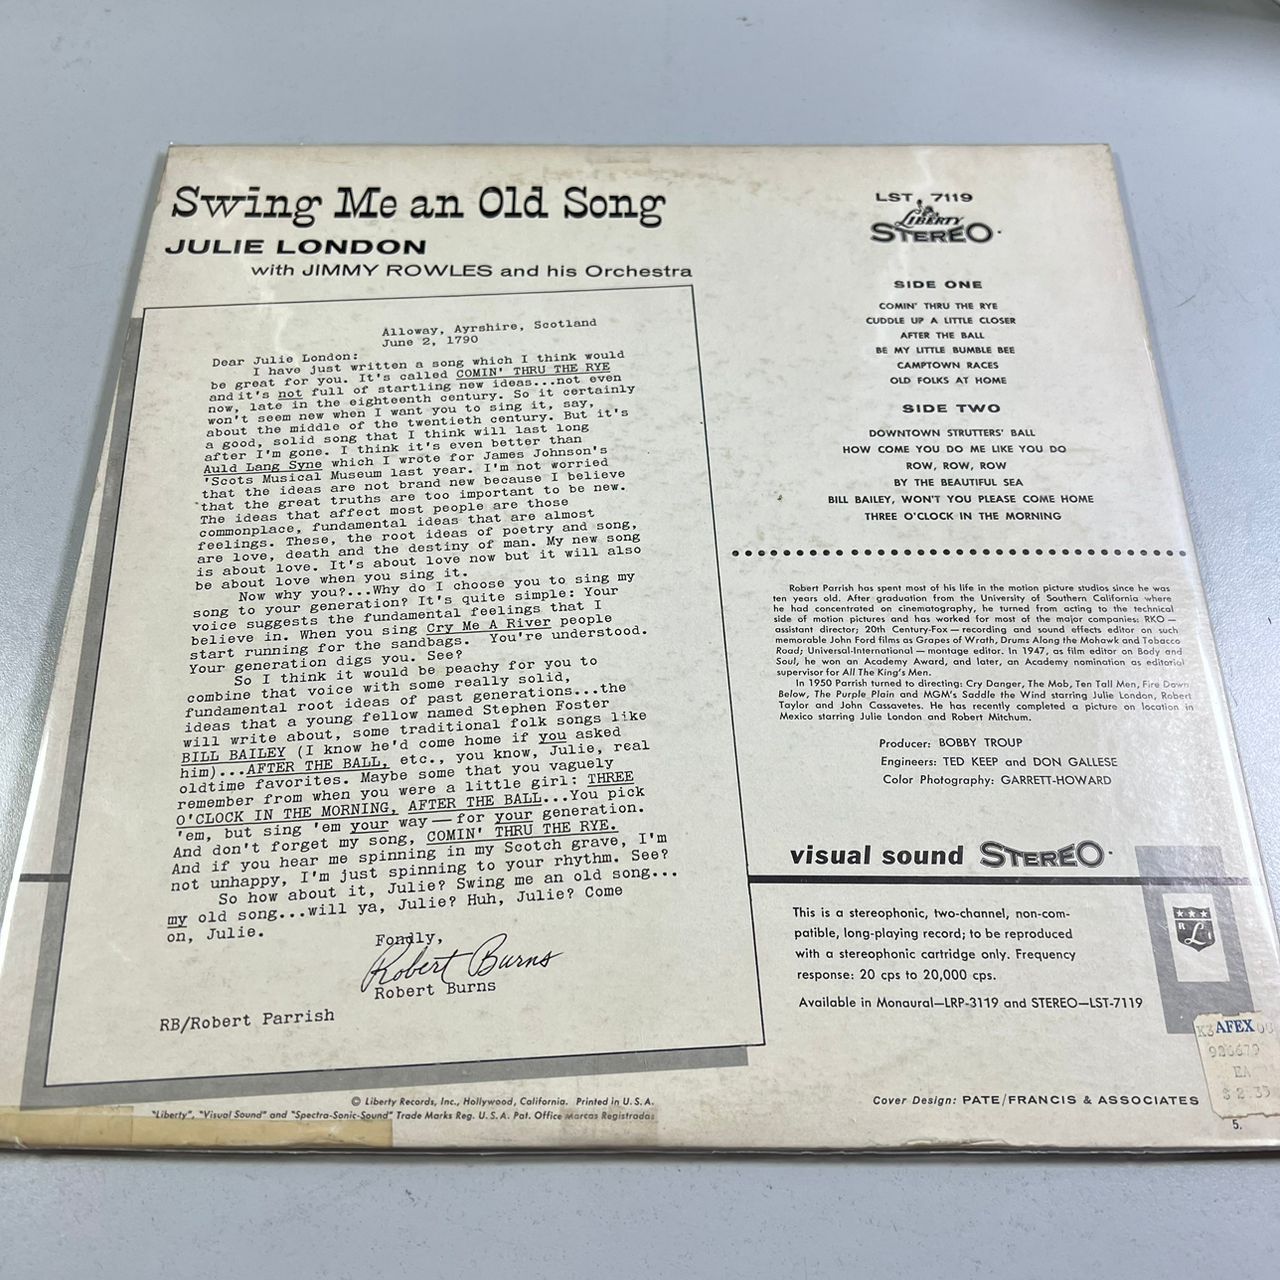 Swing Me an Old Song
JULIE LONDON
with JIMMY ROWLES and his Orchestra
Alloway, Ayrshire, Scotland
June 2, 1790
Dear Julie London:
I have just written a song which I think would
be great for you. It's called COMIN' THRU THE RYE
and it's not full of startling new ideas...not even
now, late in the eighteenth century. So it certainly
won't seem new when I want you to sing it, say,
about the middle of the twentieth century. But it's
a good, solid song that I think will last long
after I'm gone. I think it's even better than
Auld Lang Syne which I wrote for James Johnson's
'Scots Musical Museum last year. I'm not worried
that the ideas are not brand new because I believe
that the great truths are too important to be new.
The ideas that affect most people are those
commonplace, fundamental ideas that are almost
feelings. These, the root ideas of poetry and song,
are love, death and the destiny of man. My new song
is about love. It's about love now but it will also
be about love when you sing it.
Now why you?...Why do I choose you to sing my
song to your generation? It's quite simple: Your
voice suggests the fundamental feelings that I
believe in. When you sing Cry Me A River people
start running for the sandbags. You're understood.
Your generation digs you. See?
So I think it would be peachy for you to
combine that voice with some really solid,
fundamental root ideas of past generations...the
ideas that a young fellow named Stephen Foster
will write about, some traditional folk songs like
BILL BAILEY (I know he'd come home if you asked
him)...AFTER THE BALL, etc., you know, Julie, real
oldtime favorites. Maybe some that you vaguely
remember from when you were a little girl: THREE
O'CLOCK IN THE MORNING, AFTER THE BALL...You pick
'em, but sing 'em your way—for your generation.
And don't forget my song, COMIN' THRU THE RYE.
And if you hear me spinning in my Scotch grave, I'm
not unhappy, I'm just spinning to your rhythm. See?
So how about it, Julie? Swing me an old song...
my old song...will ya, Julie? Huh, Julie? Come
on, Julie.
Fondly,
Robert Burns
Robert Burns
RB/Robert Parrish
© Liberty Records, Inc., Hollywood, California. Printed in U. S. A.
"Liberty", "Visual Sound" and "Spectra-Sonic-Sound" Trade Marks Reg. U. S. A. Pat. Office Marcas Registradas
LST 7119
LIBERTY
STEREO
SIDE ONE
COMIN' THRU THE RYE
CUDDLE UP A LITTLE CLOSER
AFTER THE BALL
BE MY LITTLE BUMBLE BEE
CAMPTOWN RACES
OLD FOLKS AT HOME
SIDE TWO
DOWNTOWN STRUTTERS' BALL
HOW COME YOU DO ME LIKE YOU DO
ROW, ROW, ROW
BY THE BEAUTIFUL SEA
BILL BAILEY, WON'T YOU PLEASE COME HOME
THREE O'CLOCK IN THE MORNING
Robert Parrish has spent most of his life in the motion picture studios since he was
ten years old. After graduation from the University of Southern California where
he had concentrated on cinematography, he turned from acting to the technical
side of motion pictures and has worked for most of the major companies: RKO —
assistant director; 20th Century-Fox — recording and sound effects editor on such
memorable John Ford films as Grapes of Wrath, Drums Along the Mohawk and Tobacco
Road; Universal-International — montage editor. In 1947, as film editor on Body and
Soul, he won an Academy Award, and later, an Academy nomination as editorial
supervisor for All The King's Men.
In 1950 Parrish turned to directing: Cry Danger, The Mob, Ten Tall Men, Fire Down
Below, The Purple Plain and MGM's Saddle the Wind starring Julie London, Robert
Taylor and John Cassavetes. He has recently completed a picture on location in
Mexico starring Julie London and Robert Mitchum.
Producer: BOBBY TROUP
Engineers: TED KEEP and DON GALLESE
Color Photography: GARRETT-HOWARD
visual sound STEREO
This is a stereophonic, two-channel, non-com-
patible, long-playing record; to be reproduced
with a stereophonic cartridge only. Frequency
response: 20 cps to 20,000 cps.
Available in Monaural—LRP-3119 and STEREO—LST-7119
R L
AFEX
EA
$ 2.35
Cover Design: PATE/FRANCIS & ASSOCIATES
5.